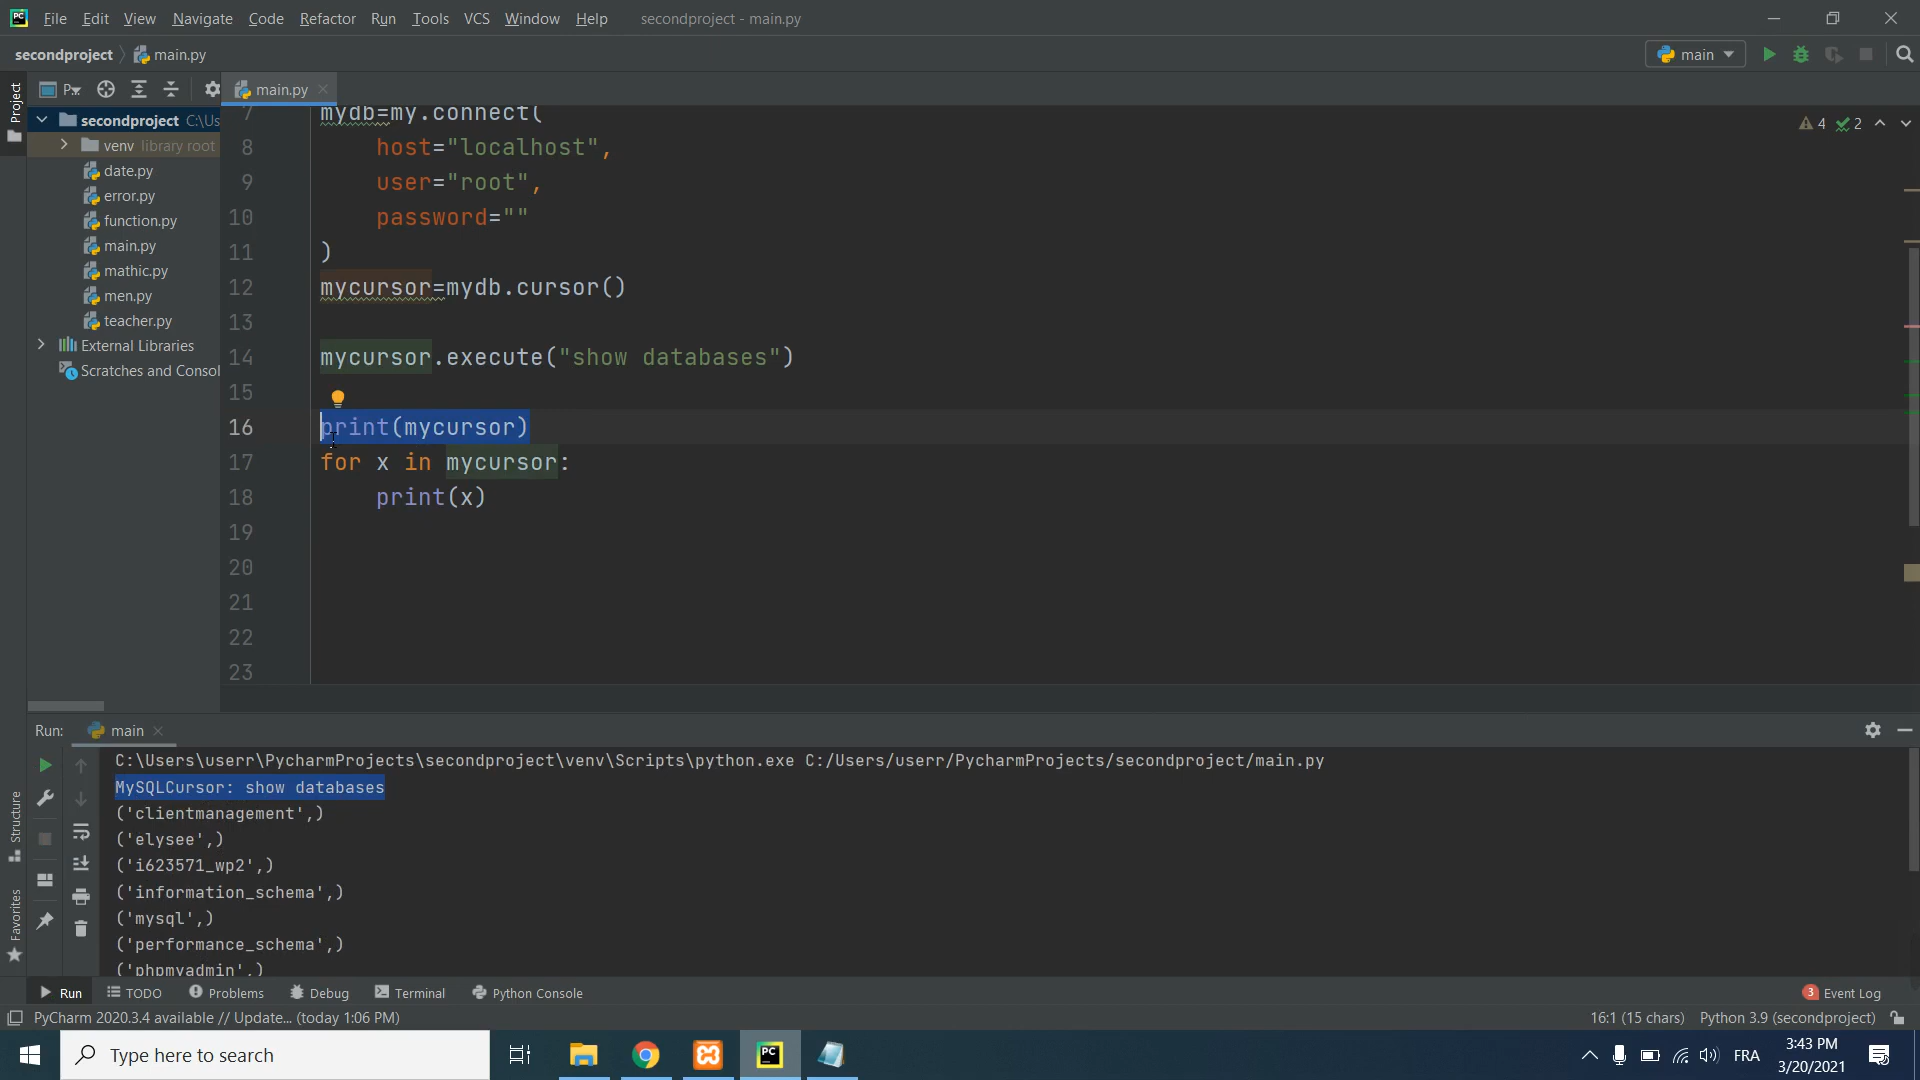 PC File Edit View Navigate Code Refactor Run Tools VCS Window Help secondproject - main.py
secondproject main.py main
Project P... main.py
secondproject C:\Us
venv library root
date.py
error.py
function.py
main.py
mathic.py
men.py
teacher.py
External Libraries
Scratches and Consol
7 mydb=my.connect(
8 host="localhost",
9 user="root",
10 password=""
11 )
12 mycursor=mydb.cursor()
13
14 mycursor.execute("show databases")
15
16 print(mycursor)
17 for x in mycursor:
18 print(x)
19
20
21
22
23
4 2
Run: main
C:\Users\userr\PycharmProjects\secondproject\venv\Scripts\python.exe C:/Users/userr/PycharmProjects/secondproject/main.py
MySQLCursor: show databases
('clientmanagement',)
('elysee',)
('i623571_wp2',)
('information_schema',)
('mysql',)
('performance_schema',)
('phpmyadmin',)
Structure
Favorites
Run TODO Problems Debug Terminal Python Console 3 Event Log
PyCharm 2020.3.4 available // Update... (today 1:06 PM) 16:1 (15 chars) Python 3.9 (secondproject)
Type here to search PC FRA 3:43 PM
3/20/2021